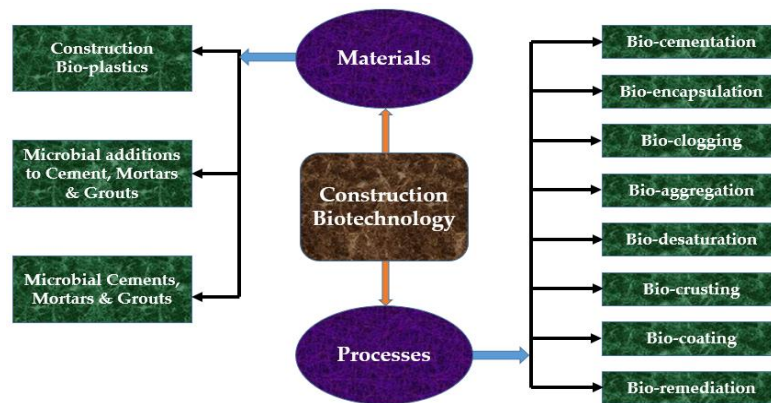 Construction
Bio-plastics
Microbial additions
to Cement, Mortars
& Grouts
Microbial Cements,
Mortars & Grouts
Materials
Construction
Biotechnology
Processes
Bio-cementation
Bio-encapsulation
Bio-clogging
Bio-aggregation
Bio-desaturation
Bio-crusting
Bio-coating
Bio-remediation